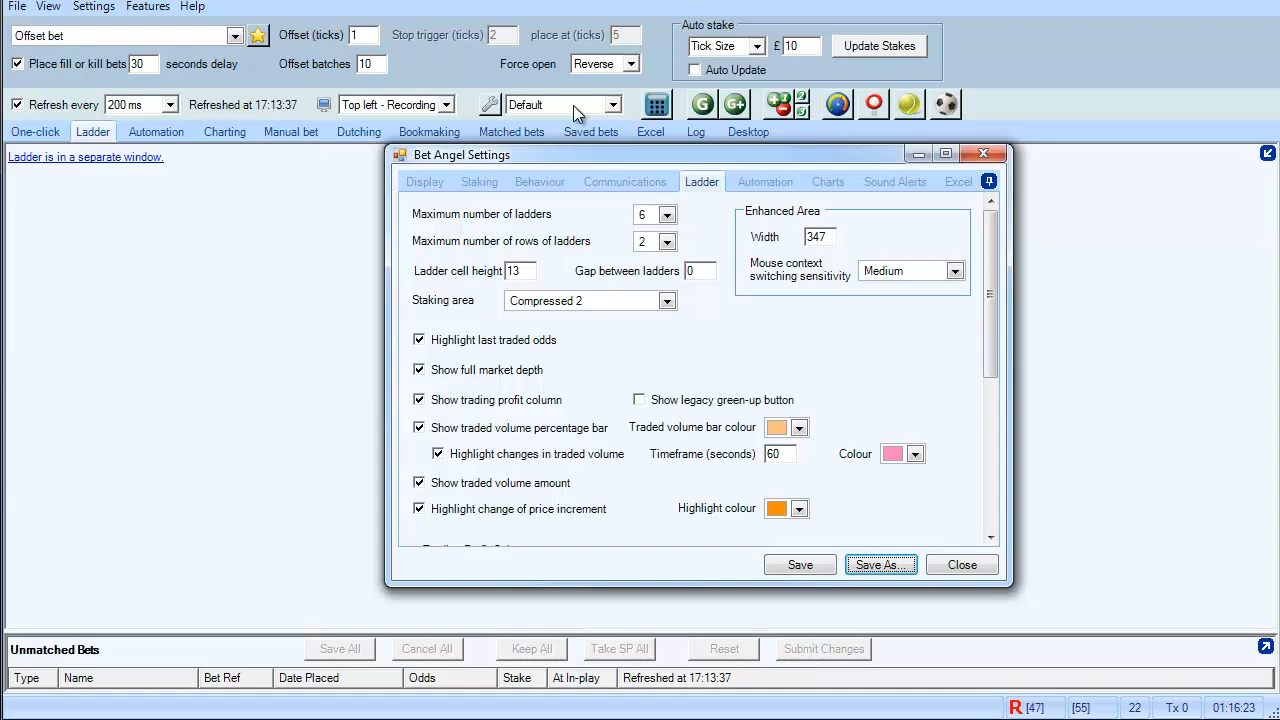 File View Settings Features Help
Offset bet Offset (ticks) 1 Stop trigger (ticks) 2 place at (ticks) 5
Auto stake
Tick Size £ 10 Update Stakes
Auto Update
Place fill or kill bets 30 seconds delay Offset batches 10 Force open Reverse
Refresh every 200 ms Refreshed at 17:13:37 Top left - Recording Default G G+
One-click Ladder Automation Charting Manual bet Dutching Bookmaking Matched bets Saved bets Excel Log Desktop
Ladder is in a separate window.
Bet Angel Settings
Display Staking Behaviour Communications Ladder Automation Charts Sound Alerts Excel
Maximum number of ladders 6
Maximum number of rows of ladders 2
Ladder cell height 13 Gap between ladders 0
Staking area Compressed 2
Enhanced Area
Width 347
Mouse context
switching sensitivity Medium
Highlight last traded odds
Show full market depth
Show trading profit column Show legacy green-up button
Show traded volume percentage bar Traded volume bar colour
Highlight changes in traded volume Timeframe (seconds) 60 Colour
Show traded volume amount
Highlight change of price increment Highlight colour
Save Save As... Close
Unmatched Bets Save All Cancel All Keep All Take SP All Reset Submit Changes
Type Name Bet Ref Date Placed Odds Stake At In-play Refreshed at 17:13:37
R [47] [55] 22 Tx 0 01:16:23